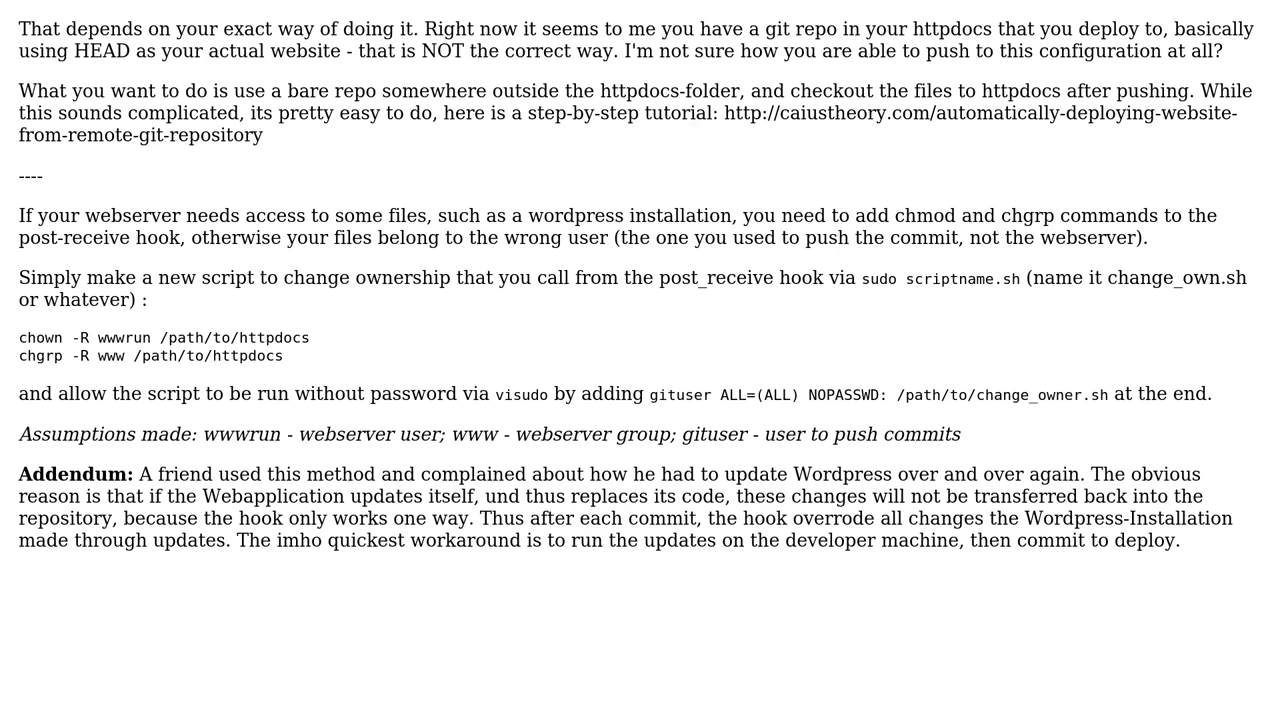 That depends on your exact way of doing it. Right now it seems to me you have a git repo in your httpdocs that you deploy to, basically
using HEAD as your actual website - that is NOT the correct way. I'm not sure how you are able to push to this configuration at all?
What you want to do is use a bare repo somewhere outside the httpdocs-folder, and checkout the files to httpdocs after pushing. While
this sounds complicated, its pretty easy to do, here is a step-by-step tutorial: http://caiustheory.com/automatically-deploying-website-
from-remote-git-repository
----
If your webserver needs access to some files, such as a wordpress installation, you need to add chmod and chgrp commands to the
post-receive hook, otherwise your files belong to the wrong user (the one you used to push the commit, not the webserver).
Simply make a new script to change ownership that you call from the post_receive hook via sudo scriptname.sh (name it change_own.sh
or whatever) :
chown -R wwwrun /path/to/httpdocs
chgrp -R www /path/to/httpdocs
and allow the script to be run without password via visudo by adding gituser ALL=(ALL) NOPASSWD: /path/to/change_owner.sh at the end.
Assumptions made: wwwrun - webserver user; www - webserver group; gituser - user to push commits
Addendum: A friend used this method and complained about how he had to update Wordpress over and over again. The obvious
reason is that if the Webapplication updates itself, und thus replaces its code, these changes will not be transferred back into the
repository, because the hook only works one way. Thus after each commit, the hook overrode all changes the Wordpress-Installation
made through updates. The imho quickest workaround is to run the updates on the developer machine, then commit to deploy.